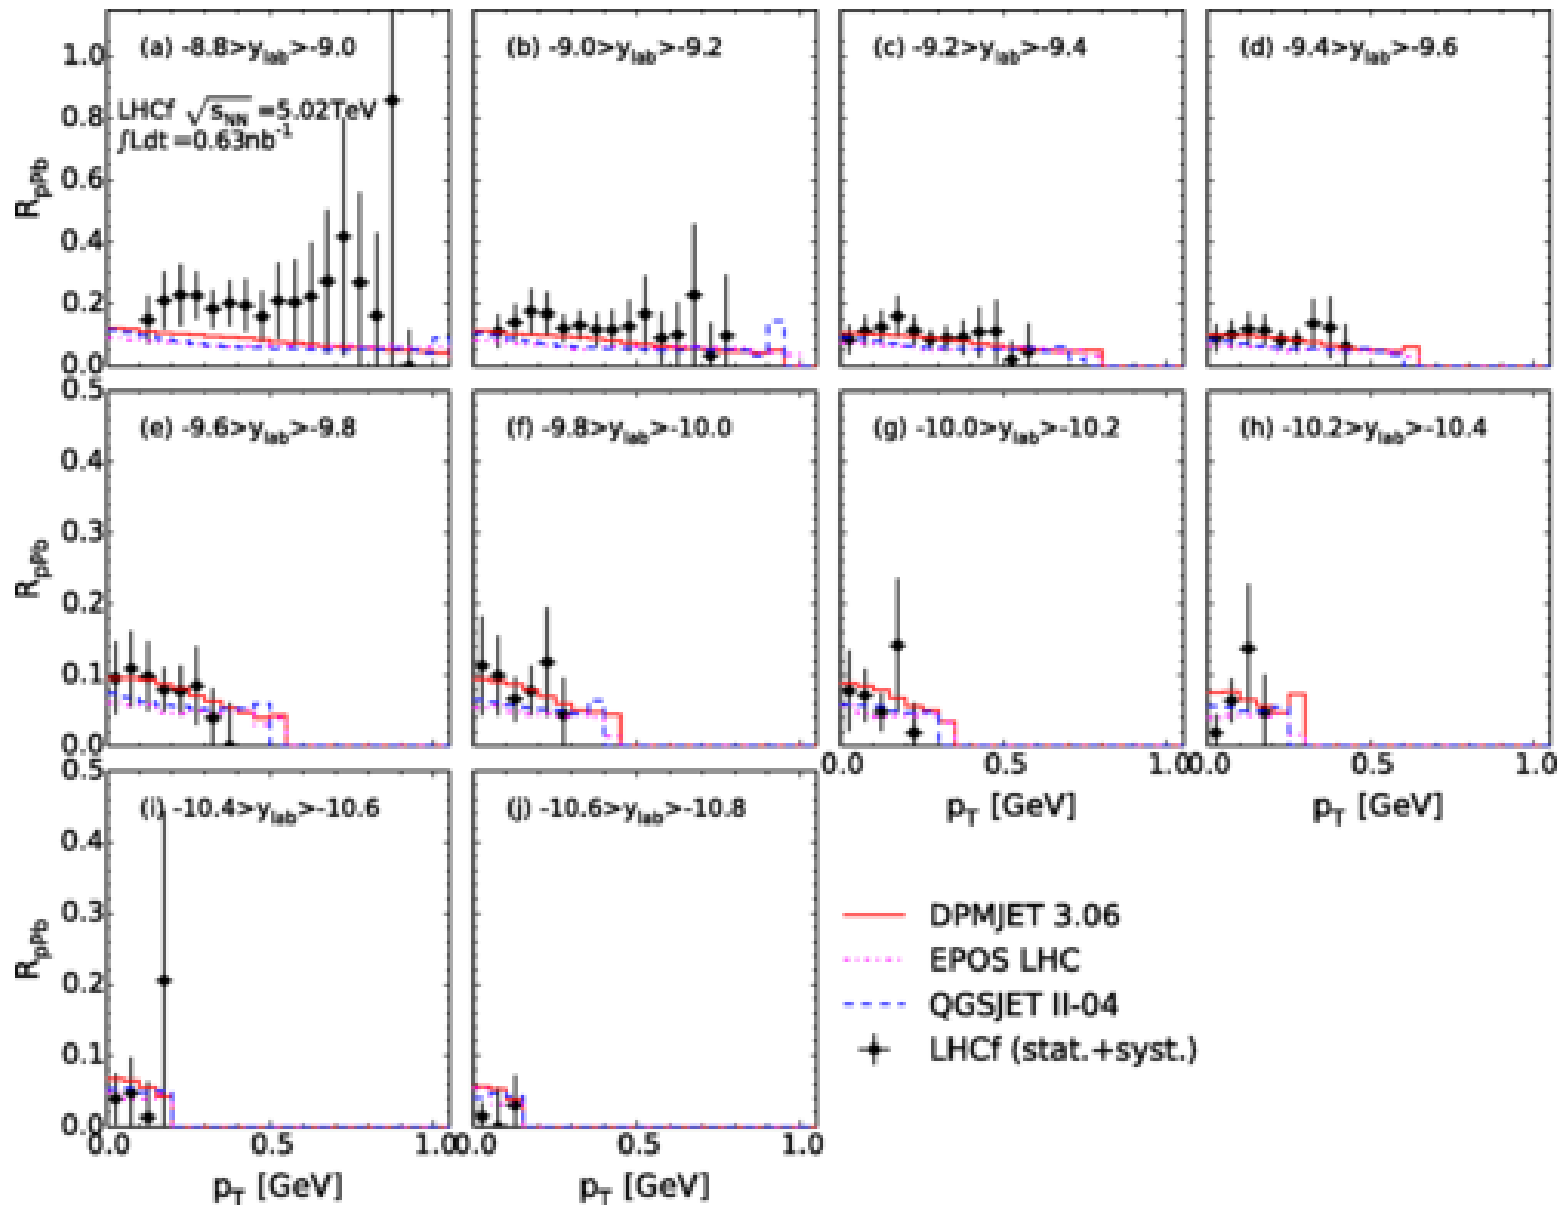 (a) -8.8>y_lab>-9.0
(b) -9.0>y_lab>-9.2
(c) -9.2>y_lab>-9.4
(d) -9.4>y_lab>-9.6
LHCf √s_NN =5.02TeV
∫Ldt=0.63nb⁻¹
R_pPb
1.0
0.8
0.6
0.4
0.2
0.0
(e) -9.6>y_lab>-9.8
(f) -9.8>y_lab>-10.0
(g) -10.0>y_lab>-10.2
(h) -10.2>y_lab>-10.4
R_pPb
0.5
0.4
0.3
0.2
0.1
0.0
0.0 0.5 1.0
0.0 0.5 1.0
p_T [GeV]
p_T [GeV]
(i) -10.4>y_lab>-10.6
(j) -10.6>y_lab>-10.8
R_pPb
0.5
0.4
0.3
0.2
0.1
0.0
0.0 0.5 1.0
0.0 0.5 1.0
p_T [GeV]
p_T [GeV]
DPMJET 3.06
EPOS LHC
QGSJET II-04
LHCf (stat.+syst.)